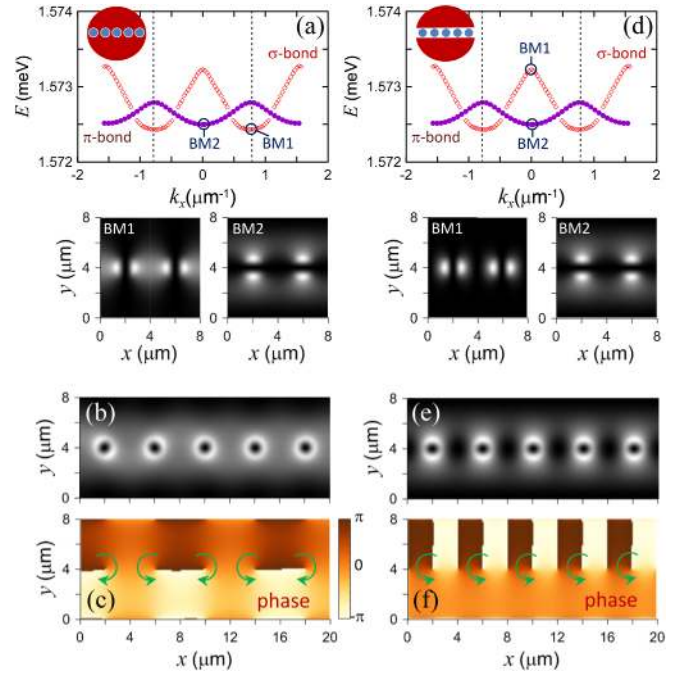 (a)
1.574
1.573
1.572
E (meV)
σ-bond
π-bond
BM2
BM1
-2
-1
0
1
2
kₓ(μm⁻¹)
(d)
1.574
1.573
1.572
E (meV)
BM1
σ-bond
π-bond
BM2
-2
-1
0
1
2
kₓ(μm⁻¹)
BM1
BM2
8
4
0
y (μm)
0 4 8
0 4 8
x (μm)
x (μm)
BM1
BM2
8
4
0
y (μm)
0 4 8
0 4 8
x (μm)
x (μm)
(b)
8
4
0
y (μm)
(c)
phase
8
4
0
y (μm)
π
0
-π
0 4 8 12 16 20
x (μm)
(e)
8
4
0
y (μm)
(f)
phase
8
4
0
y (μm)
0 4 8 12 16 20
x (μm)